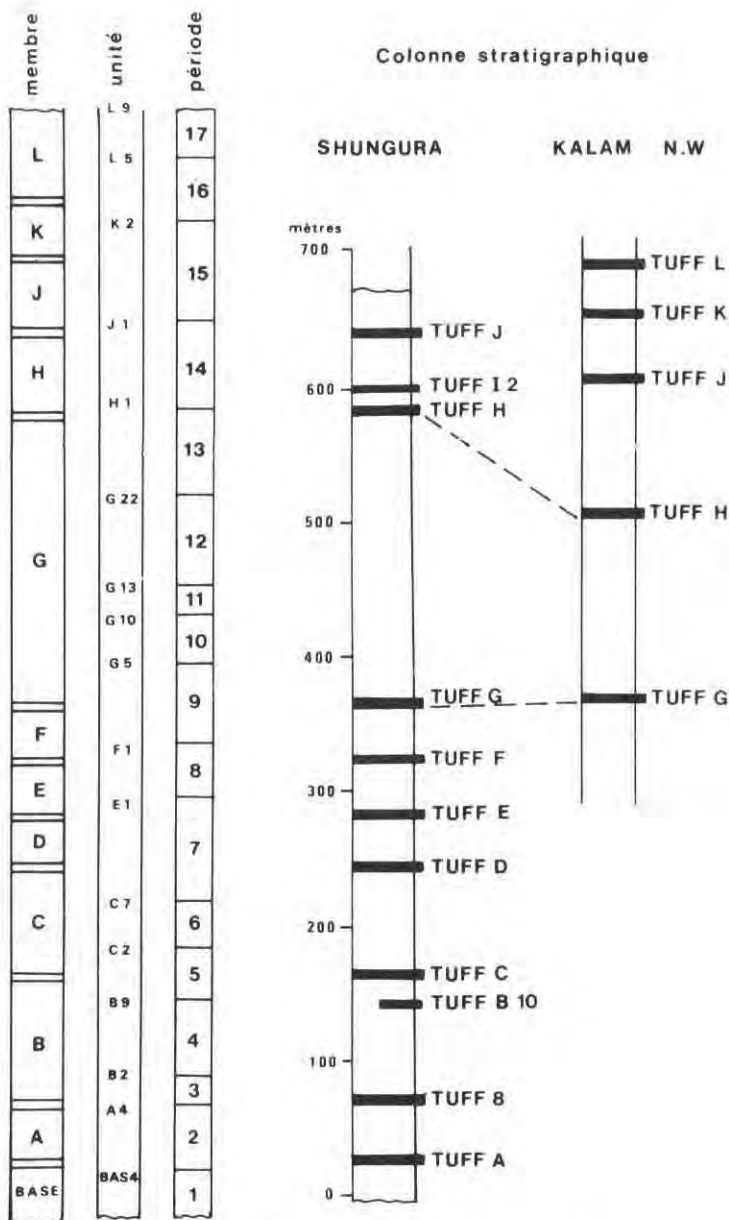 membre
unité
période
Colonne stratigraphique
SHUNGURA
KALAM N.W
mètres
L
K
J
H
G
F
E
D
C
B
A
BASE
L 9
L 5
K 2
J 1
H 1
G 22
G 13
G 10
G 5
F 1
E 1
C 7
C 2
B 9
B 2
A 4
BAS4
17
16
15
14
13
12
11
10
9
8
7
6
5
4
3
2
1
700
600
500
400
300
200
100
0
TUFF J
TUFF I 2
TUFF H
TUFF G
TUFF F
TUFF E
TUFF D
TUFF C
TUFF B 10
TUFF 8
TUFF A
TUFF L
TUFF K
TUFF J
TUFF H
TUFF G